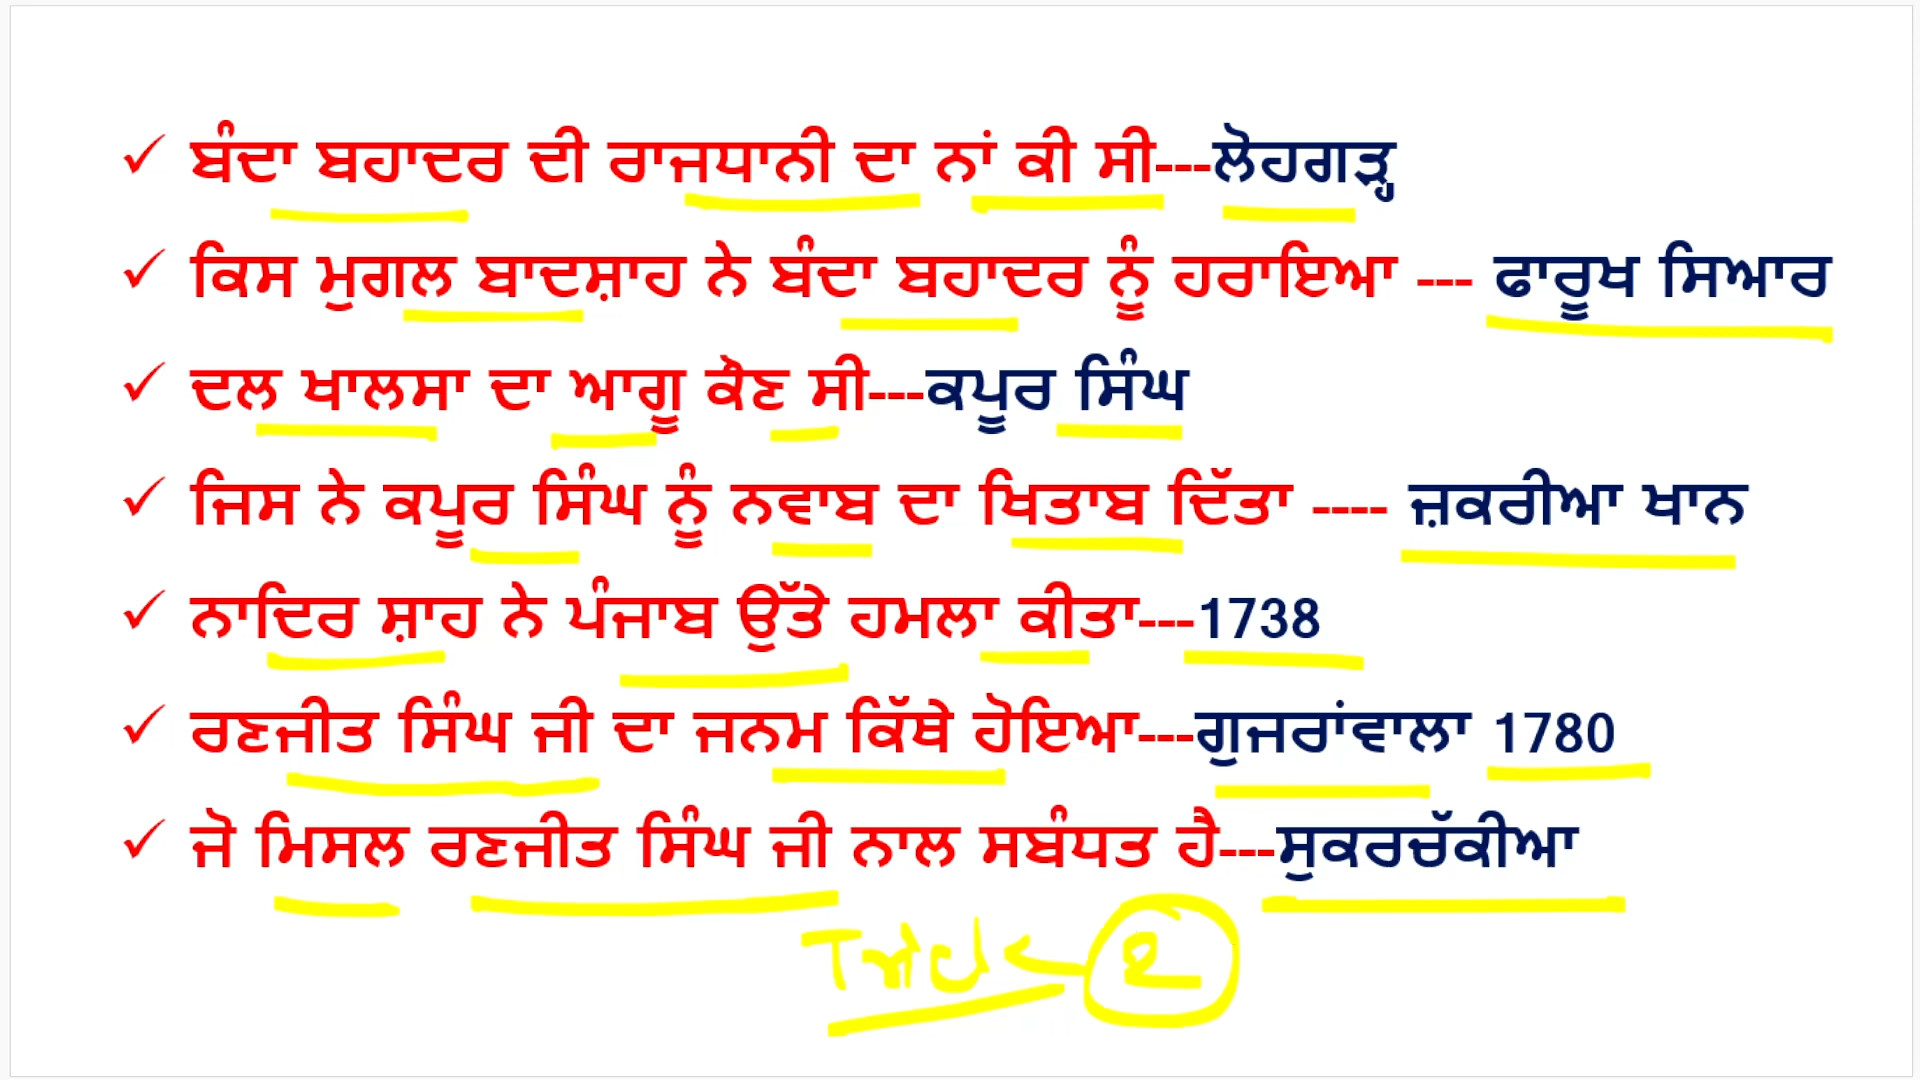 ✓ ਬੰਦਾ ਬਹਾਦਰ ਦੀ ਰਾਜਧਾਨੀ ਦਾ ਨਾਂ ਕੀ ਸੀ---ਲੋਹਗੜ੍ਹ
✓ ਕਿਸ ਮੁਗਲ ਬਾਦਸ਼ਾਹ ਨੇ ਬੰਦਾ ਬਹਾਦਰ ਨੂੰ ਹਰਾਇਆ --- ਫਾਰੂਖ ਸਿਆਰ
✓ ਦਲ ਖਾਲਸਾ ਦਾ ਆਗੂ ਕੌਣ ਸੀ---ਕਪੂਰ ਸਿੰਘ
✓ ਜਿਸ ਨੇ ਕਪੂਰ ਸਿੰਘ ਨੂੰ ਨਵਾਬ ਦਾ ਖਿਤਾਬ ਦਿੱਤਾ ---- ਜ਼ਕਰੀਆ ਖਾਨ
✓ ਨਾਦਿਰ ਸ਼ਾਹ ਨੇ ਪੰਜਾਬ ਉੱਤੇ ਹਮਲਾ ਕੀਤਾ---1738
✓ ਰਣਜੀਤ ਸਿੰਘ ਜੀ ਦਾ ਜਨਮ ਕਿੱਥੇ ਹੋਇਆ---ਗੁਜਰਾਂਵਾਲਾ 1780
✓ ਜੋ ਮਿਸਲ ਰਣਜੀਤ ਸਿੰਘ ਜੀ ਨਾਲ ਸਬੰਧਤ ਹੈ---ਸੁਕਰਚੱਕੀਆ
2